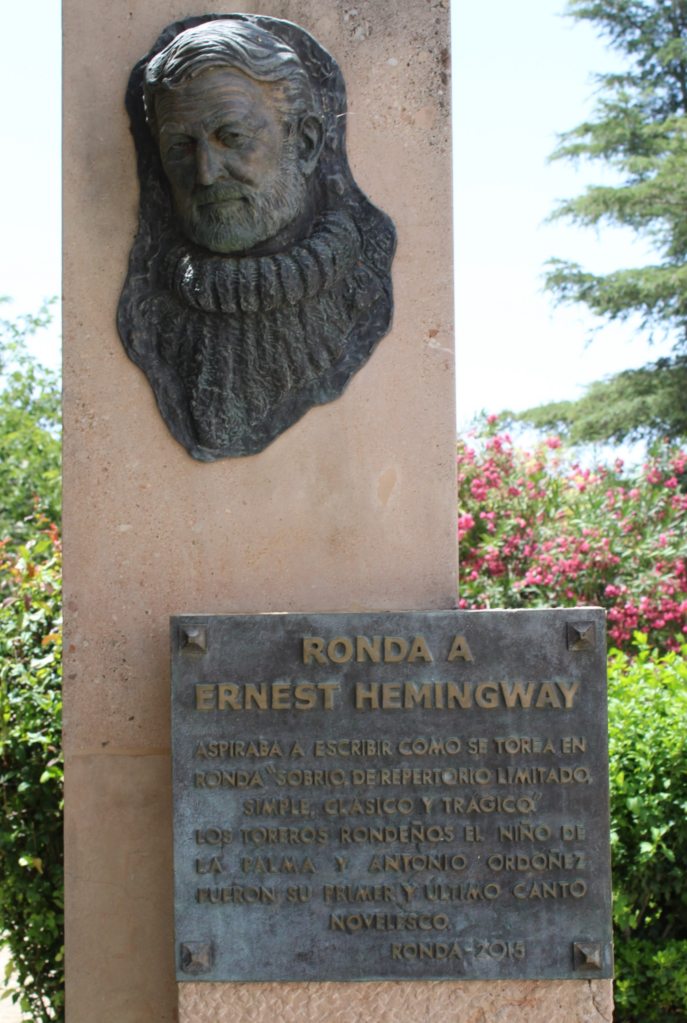 RONDA A
ERNEST HEMINGWAY
ASPIRABA A ESCRIBIR COMO SE TOREA EN
RONDA "SOBRIO, DE REPERTORIO LIMITADO,
SIMPLE, CLÁSICO Y TRÁGICO."
LOS TOREROS RONDEÑOS EL NIÑO DE
LA PALMA Y ANTONIO ORDOÑEZ
FUERON SU PRIMER Y ÚLTIMO CANTO
NOVELESCO.
RONDA-2015